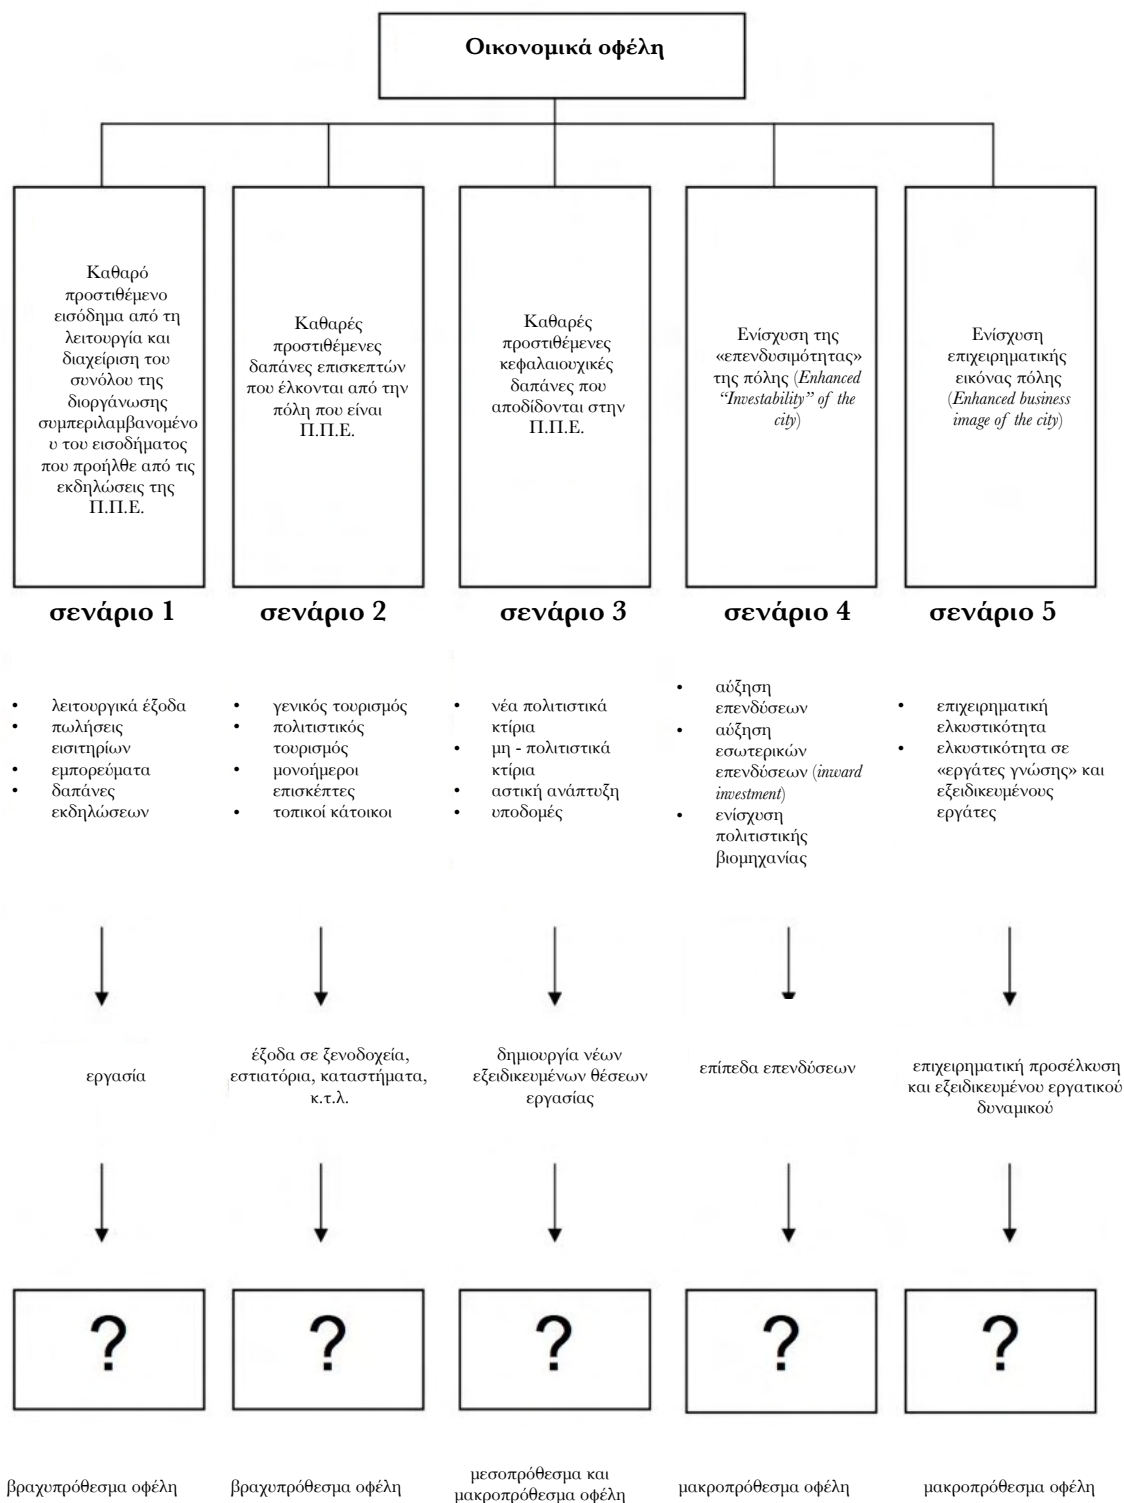 Οικονομικά οφέλη
Καθαρό
προστιθέμενο
εισόδημα από τη
λειτουργία και
διαχείριση του
συνόλου της
διοργάνωσης
συμπεριλαμβανομένο
υ του εισοδήματος
που προήλθε από τις
εκδηλώσεις της
Π.Π.Ε.
Καθαρές
προστιθέμενες
δαπάνες επισκεπτών
που έλκονται από την
πόλη που είναι
Π.Π.Ε.
Καθαρές
προστιθέμενες
κεφαλαιουχικές
δαπάνες που
αποδίδονται στην
Π.Π.Ε.
Ενίσχυση της
«επενδυσιμότητας»
της πόλης (Enhanced
“Investability” of the
city)
Ενίσχυση
επιχειρηματικής
εικόνας πόλης
(Enhanced business
image of the city)
σενάριο 1
σενάριο 2
σενάριο 3
σενάριο 4
σενάριο 5
• λειτουργικά έξοδα
• πωλήσεις
εισιτηρίων
• εμπορεύματα
• δαπάνες
εκδηλώσεων
• γενικός τουρισμός
• πολιτιστικός
τουρισμός
• μονοήμεροι
επισκέπτες
• τοπικοί κάτοικοι
• νέα πολιτιστικά
κτίρια
• μη - πολιτιστικά
κτίρια
• αστική ανάπτυξη
• υποδομές
• αύξηση
επενδύσεων
• αύξηση
εσωτερικών
επενδύσεων (inward
investment)
• ενίσχυση
πολιτιστικής
βιομηχανίας
• επιχειρηματική
ελκυστικότητα
• ελκυστικότητα σε
«εργάτες γνώσης» και
εξειδικευμένους
εργάτες
εργασία
έξοδα σε ξενοδοχεία,
εστιατόρια, καταστήματα,
κ.τ.λ.
δημιουργία νέων
εξειδικευμένων θέσεων
εργασίας
επίπεδα επενδύσεων
επιχειρηματική προσέλκυση
και εξειδικευμένου εργατικού
δυναμικού
?
?
?
?
?
βραχυπρόθεσμα οφέλη
βραχυπρόθεσμα οφέλη
μεσοπρόθεσμα και
μακροπρόθεσμα οφέλη
μακροπρόθεσμα οφέλη
μακροπρόθεσμα οφέλη